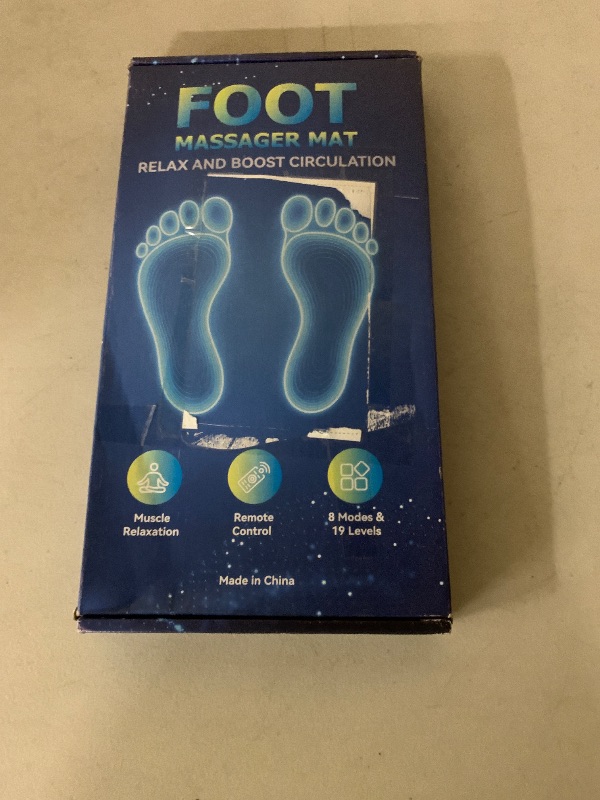 FOOT
MASSAGER MAT
RELAX AND BOOST CIRCULATION
Muscle
Relaxation
Remote
Control
8 Modes &
19 Levels
Made in China